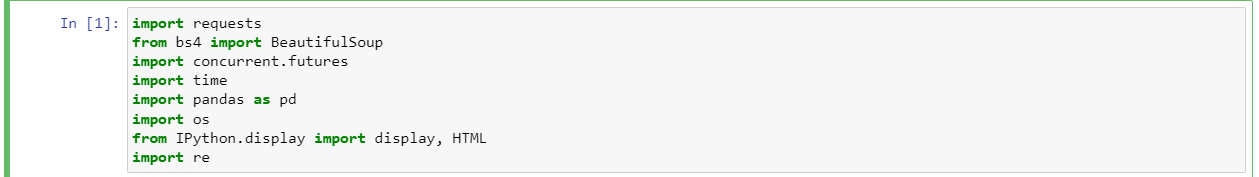 In [1]: import requests
from bs4 import BeautifulSoup
import concurrent.futures
import time
import pandas as pd
import os
from IPython.display import display, HTML
import re